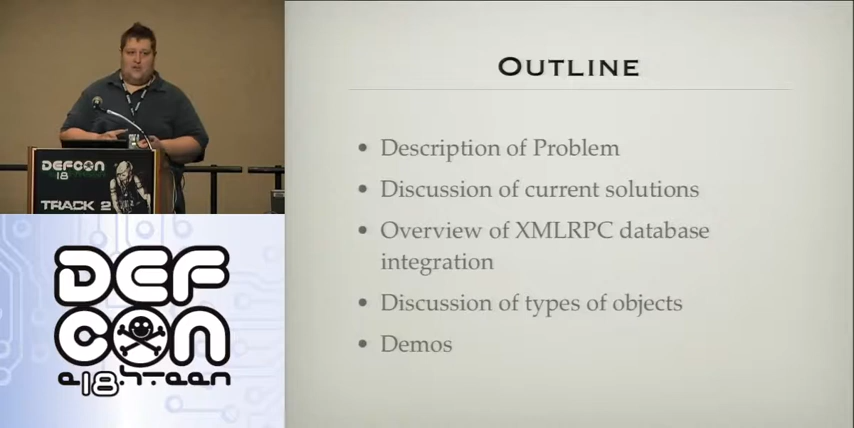 DEFCON
18
TRACK 2
DEF
CON
e18hteen
OUTLINE
• Description of Problem
• Discussion of current solutions
• Overview of XMLRPC database
integration
• Discussion of types of objects
• Demos